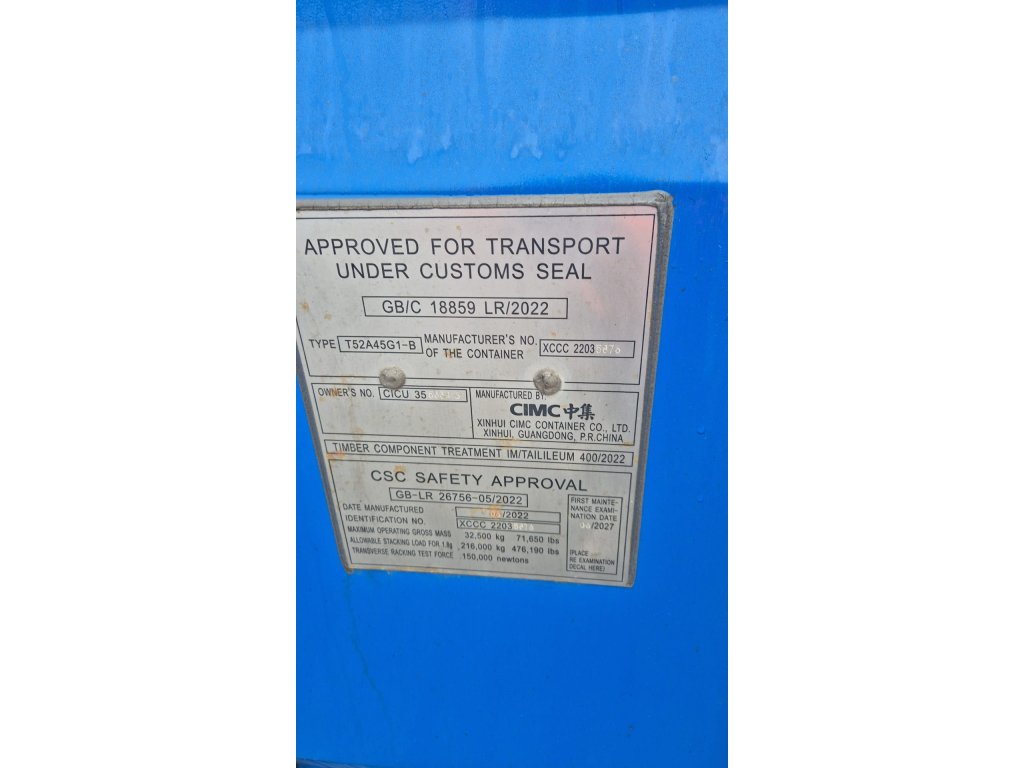 APPROVED FOR TRANSPORT
UNDER CUSTOMS SEAL
GB/C 18859 LR/2022
TYPE T52A45G1-B MANUFACTURER'S NO. OF THE CONTAINER XCCC 2203
OWNER'S NO. CICU 35
MANUFACTURED BY:
CIMC中集
XINHUI CIMC CONTAINER CO., LTD.
XINHUI, GUANGDONG, P.R.CHINA
TIMBER COMPONENT TREATMENT IM/TAILILEUM 400/2022
CSC SAFETY APPROVAL
GB-LR 26756-05/2022
DATE MANUFACTURED /2022
IDENTIFICATION NO. XCCC 2203
MAXIMUM OPERATING GROSS MASS 32,500 kg 71,650 lbs
ALLOWABLE STACKING LOAD FOR 1.8g 216,000 kg 476,190 lbs
TRANSVERSE RACKING TEST FORCE 150,000 newtons
FIRST MAINTE-
NANCE EXAMI-
NATION DATE
/2027
(PLACE
RE EXAMINATION
DECAL HERE)